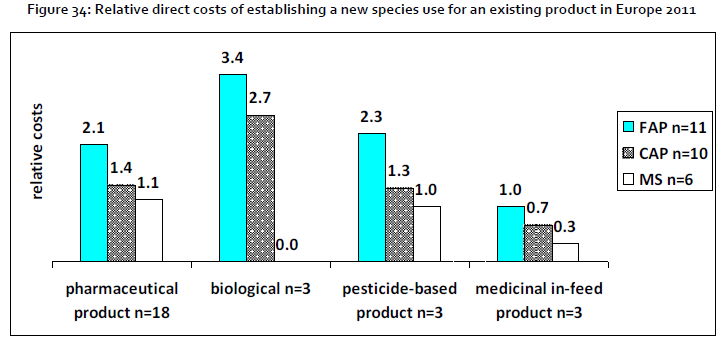 Figure 34: Relative direct costs of establishing a new species use for an existing product in Europe 2011
relative costs
2.1
1.4
1.1
3.4
2.7
0.0
2.3
1.3
1.0
1.0
0.7
0.3
pharmaceutical
product n=18
biological n=3
pesticide-based
product n=3
medicinal in-feed
product n=3
FAP n=11
CAP n=10
MS n=6